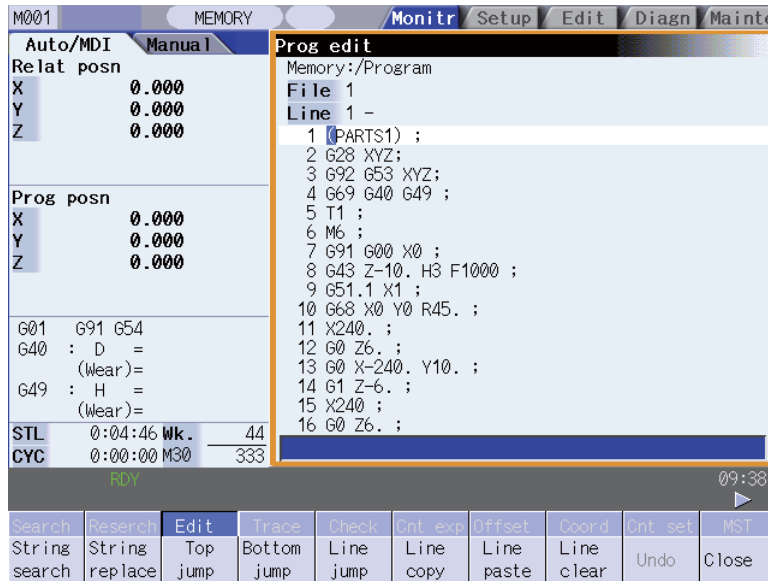 M001 MEMORY Monitr Setup Edit Diagn Mainte
Auto/MDI Manual
Relat posn
X 0.000
Y 0.000
Z 0.000
Prog posn
X 0.000
Y 0.000
Z 0.000
G01 G91 G54
G40 : D =
(Wear)=
G49 : H =
(Wear)=
STL 0:04:46 Wk. 44
CYC 0:00:00 M30 333
Prog edit
Memory:/Program
File 1
Line 1 -
1 (PARTS1) ;
2 G28 XYZ;
3 G92 G53 XYZ;
4 G69 G40 G49 ;
5 T1 ;
6 M6 ;
7 G91 G00 X0 ;
8 G43 Z-10. H3 F1000 ;
9 G51.1 X1 ;
10 G68 X0 Y0 R45. ;
11 X240. ;
12 G0 Z6. ;
13 G0 X-240. Y10. ;
14 G1 Z-6. ;
15 X240 ;
16 G0 Z6. ;
RDY 09:38
Search Reserch Edit Trace Check Cnt exp Offset Coord Cnt set MST
String search String replace Top jump Bottom jump Line jump Line copy Line paste Line clear Undo Close